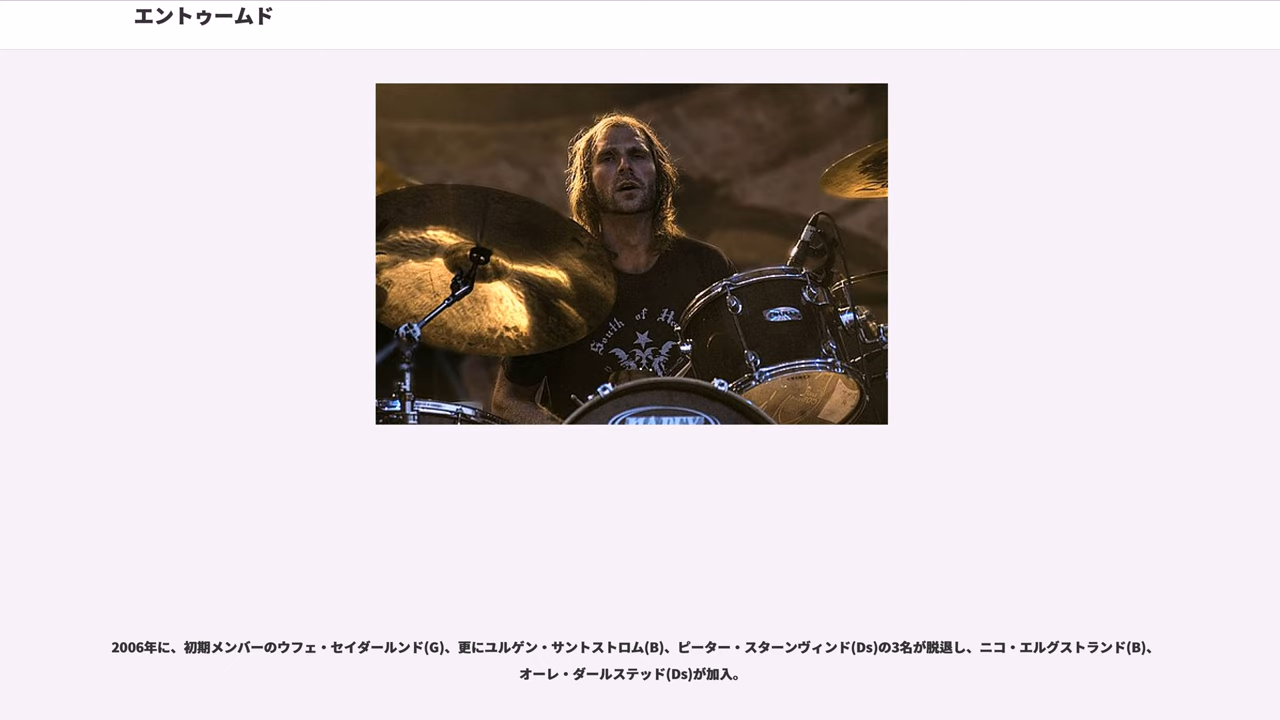 エントゥームド
South of He
2006年に、初期メンバーのウフェ・セイダールンド(G)、更にユルゲン・サントストロム(B)、ピーター・スターンヴィンド(Ds)の3名が脱退し、ニコ・エルグストランド(B)、
オーレ・ダールステッド(Ds)が加入。